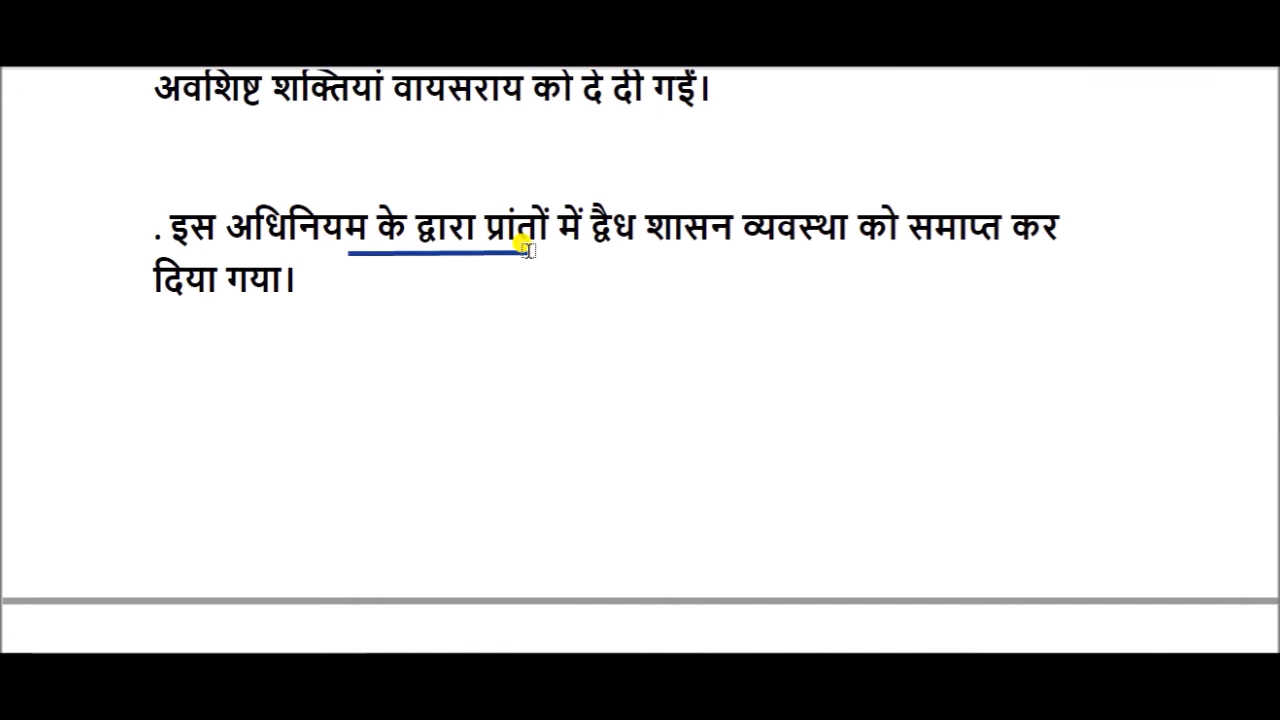 अवशिष्ट शक्तियां वायसराय को दे दी गईं।
. इस अधिनियम के द्वारा प्रांतों में द्वैध शासन व्यवस्था को समाप्त कर
दिया गया।